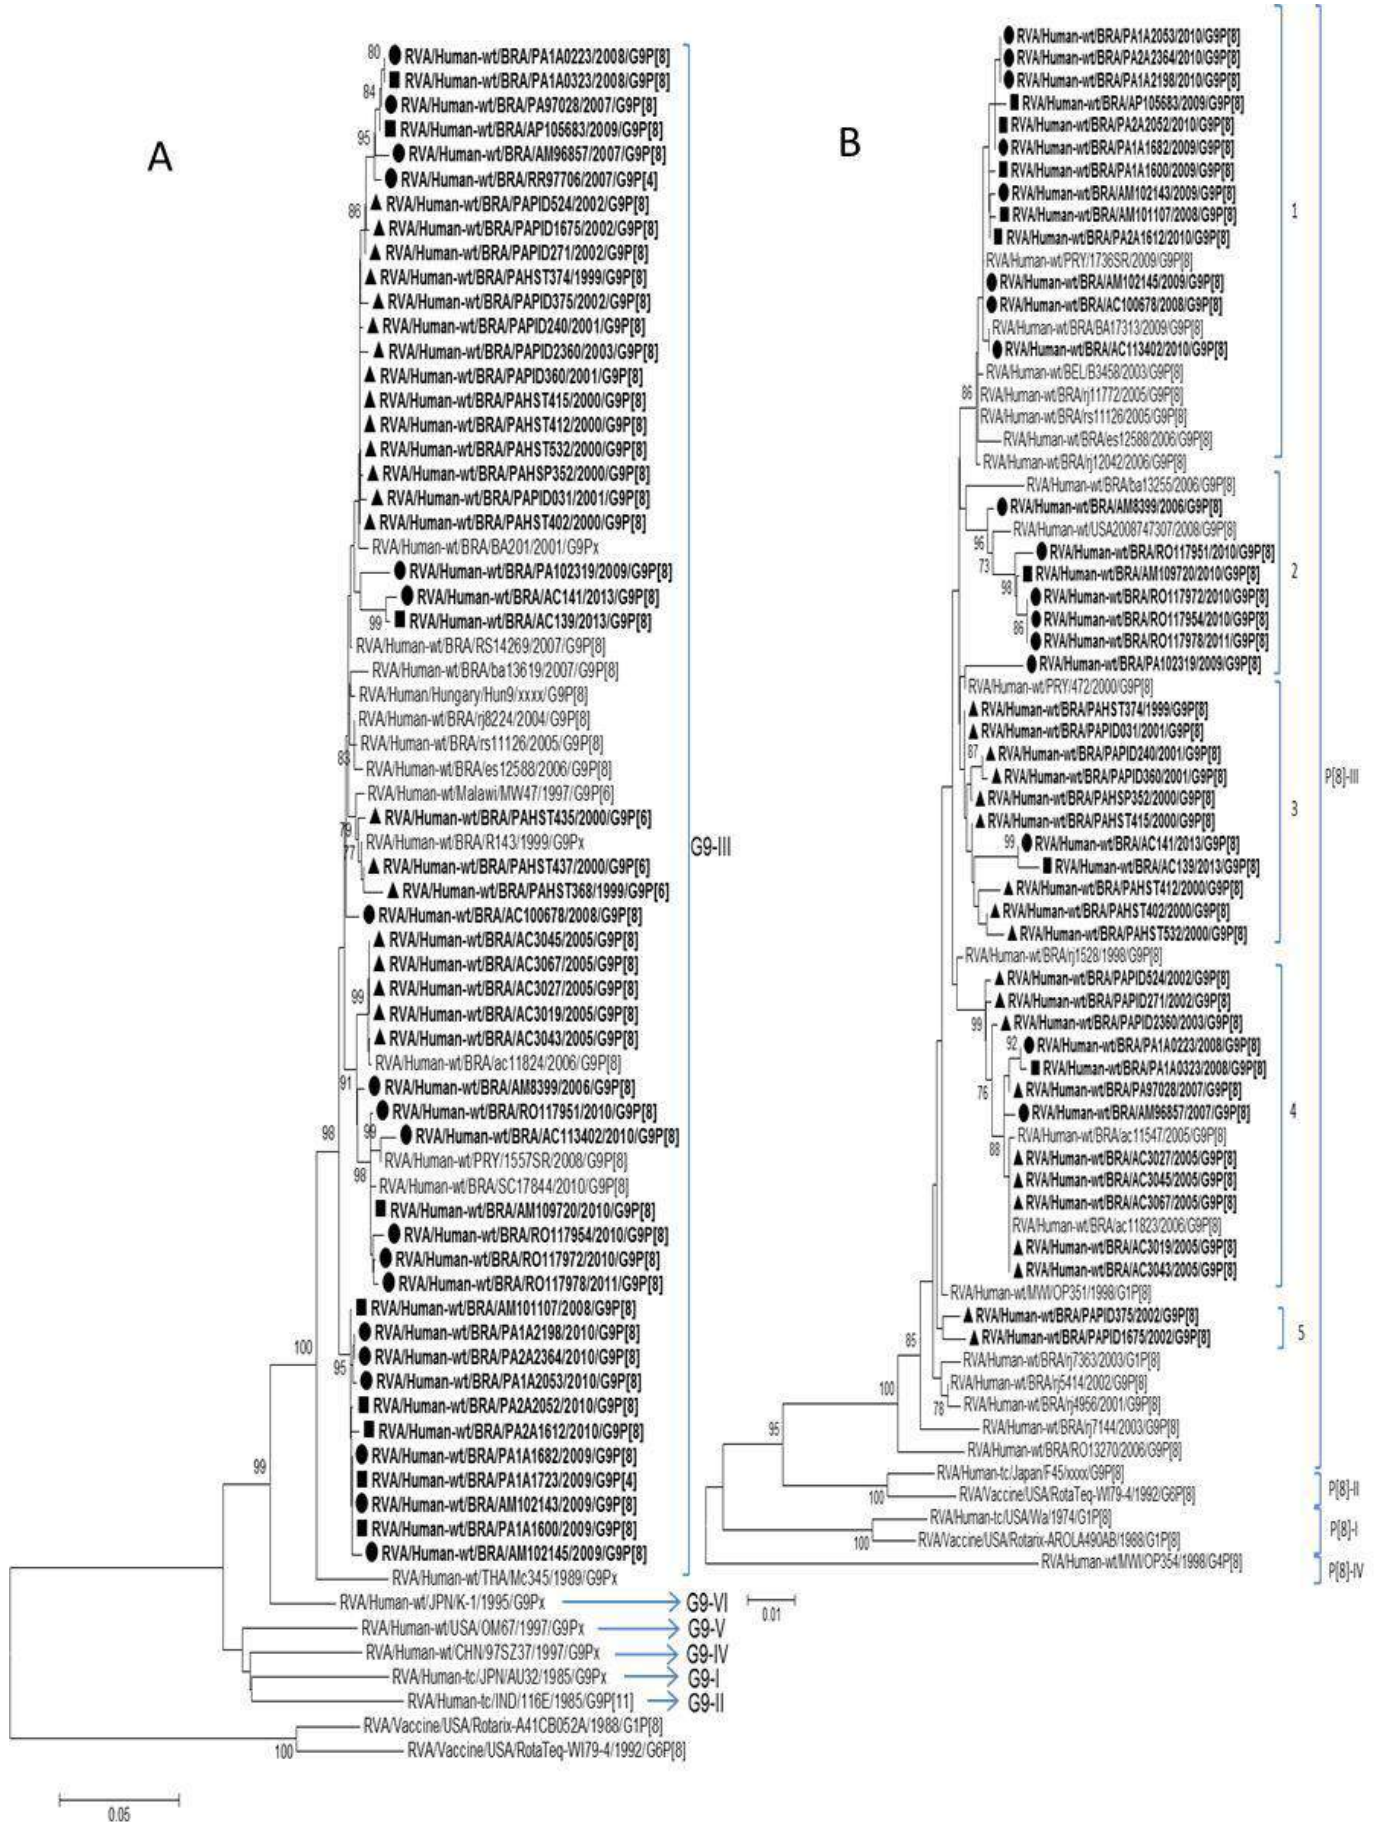 A
80
RVA/Human-wt/BRA/PA1A0223/2008/G9P[8]
RVA/Human-wt/BRA/PA1A0323/2008/G9P[8]
84
RVA/Human-wt/BRA/PA97028/2007/G9P[8]
RVA/Human-wt/BRA/AP105683/2009/G9P[8]
95
RVA/Human-wt/BRA/AM96857/2007/G9P[8]
RVA/Human-wt/BRA/RR97706/2007/G9P[4]
86
RVA/Human-wt/BRA/PAPID524/2002/G9P[8]
RVA/Human-wt/BRA/PAPID1675/2002/G9P[8]
RVA/Human-wt/BRA/PAPID271/2002/G9P[8]
RVA/Human-wt/BRA/PAHST374/1999/G9P[8]
RVA/Human-wt/BRA/PAPID375/2002/G9P[8]
RVA/Human-wt/BRA/PAPID240/2001/G9P[8]
RVA/Human-wt/BRA/PAPID2360/2003/G9P[8]
RVA/Human-wt/BRA/PAPID360/2001/G9P[8]
RVA/Human-wt/BRA/PAHST415/2000/G9P[8]
RVA/Human-wt/BRA/PAHST412/2000/G9P[8]
RVA/Human-wt/BRA/PAHST532/2000/G9P[8]
RVA/Human-wt/BRA/PAHSP352/2000/G9P[8]
RVA/Human-wt/BRA/PAPID031/2001/G9P[8]
RVA/Human-wt/BRA/PAHST402/2000/G9P[8]
RVA/Human-wt/BRA/BA201/2001/G9Px
RVA/Human-wt/BRA/PA102319/2009/G9P[8]
RVA/Human-wt/BRA/AC141/2013/G9P[8]
99
RVA/Human-wt/BRA/AC139/2013/G9P[8]
RVA/Human-wt/BRA/RS14269/2007/G9P[8]
RVA/Human-wt/BRA/ba13619/2007/G9P[8]
RVA/Human/Hungary/Hun9/xxxx/G9P[8]
RVA/Human-wt/BRA/rj8224/2004/G9P[8]
RVA/Human-wt/BRA/rs11126/2005/G9P[8]
83
RVA/Human-wt/BRA/es12588/2006/G9P[8]
RVA/Human-wt/Malawi/MW47/1997/G9P[6]
RVA/Human-wt/BRA/PAHST435/2000/G9P[6]
79
RVA/Human-wt/BRA/R143/1999/G9Px
77
RVA/Human-wt/BRA/PAHST437/2000/G9P[6]
RVA/Human-wt/BRA/PAHST368/1999/G9P[6]
G9-III
RVA/Human-wt/BRA/AC100678/2008/G9P[8]
RVA/Human-wt/BRA/AC3045/2005/G9P[8]
RVA/Human-wt/BRA/AC3067/2005/G9P[8]
RVA/Human-wt/BRA/AC3027/2005/G9P[8]
99
RVA/Human-wt/BRA/AC3019/2005/G9P[8]
RVA/Human-wt/BRA/AC3043/2005/G9P[8]
RVA/Human-wt/BRA/ac11824/2006/G9P[8]
91
RVA/Human-wt/BRA/AM8399/2006/G9P[8]
RVA/Human-wt/BRA/RO117951/2010/G9P[8]
98
99
RVA/Human-wt/BRA/AC113402/2010/G9P[8]
RVA/Human-wt/PRY/1557SR/2008/G9P[8]
98
RVA/Human-wt/BRA/SC17844/2010/G9P[8]
RVA/Human-wt/BRA/AM109720/2010/G9P[8]
RVA/Human-wt/BRA/RO117954/2010/G9P[8]
RVA/Human-wt/BRA/RO117972/2010/G9P[8]
RVA/Human-wt/BRA/RO117978/2011/G9P[8]
RVA/Human-wt/BRA/AM101107/2008/G9P[8]
RVA/Human-wt/BRA/PA1A2198/2010/G9P[8]
100
RVA/Human-wt/BRA/PA2A2364/2010/G9P[8]
95
RVA/Human-wt/BRA/PA1A2053/2010/G9P[8]
RVA/Human-wt/BRA/PA2A2052/2010/G9P[8]
RVA/Human-wt/BRA/PA2A1612/2010/G9P[8]
RVA/Human-wt/BRA/PA1A1682/2009/G9P[8]
99
RVA/Human-wt/BRA/PA1A1723/2009/G9P[4]
RVA/Human-wt/BRA/AM102143/2009/G9P[8]
RVA/Human-wt/BRA/PA1A1600/2009/G9P[8]
RVA/Human-wt/BRA/AM102145/2009/G9P[8]
RVA/Human-wt/THA/Mc345/1989/G9Px
RVA/Human-wt/JPN/K-1/1995/G9Px G9-VI
RVA/Human-wt/USA/OM67/1997/G9Px G9-V
RVA/Human-wt/CHN/97SZ37/1997/G9Px G9-IV
RVA/Human-tc/JPN/AU32/1985/G9Px G9-I
RVA/Human-tc/IND/116E/1985/G9P[11] G9-II
RVA/Vaccine/USA/Rotarix-A41CB052A/1988/G1P[8]
100
RVA/Vaccine/USA/RotaTeq-WI79-4/1992/G6P[8]
0.05
B
RVA/Human-wt/BRA/PA1A2053/2010/G9P[8]
RVA/Human-wt/BRA/PA2A2364/2010/G9P[8]
RVA/Human-wt/BRA/PA1A2198/2010/G9P[8]
RVA/Human-wt/BRA/AP105683/2009/G9P[8]
RVA/Human-wt/BRA/PA2A2052/2010/G9P[8]
RVA/Human-wt/BRA/PA1A1682/2009/G9P[8]
RVA/Human-wt/BRA/PA1A1600/2009/G9P[8]
RVA/Human-wt/BRA/AM102143/2009/G9P[8]
1
RVA/Human-wt/BRA/AM101107/2008/G9P[8]
RVA/Human-wt/BRA/PA2A1612/2010/G9P[8]
RVA/Human-wt/PRY/1736SR/2009/G9P[8]
RVA/Human-wt/BRA/AM102145/2009/G9P[8]
RVA/Human-wt/BRA/AC100678/2008/G9P[8]
RVA/Human-wt/BRA/BA17313/2009/G9P[8]
RVA/Human-wt/BRA/AC113402/2010/G9P[8]
RVA/Human-wt/BEL/B3458/2003/G9P[8]
86
RVA/Human-wt/BRA/rj11772/2005/G9P[8]
RVA/Human-wt/BRA/rs11126/2005/G9P[8]
RVA/Human-wt/BRA/es12588/2006/G9P[8]
RVA/Human-wt/BRA/rj12042/2006/G9P[8]
RVA/Human-wt/BRA/ba13255/2006/G9P[8]
RVA/Human-wt/BRA/AM8399/2006/G9P[8]
RVA/Human-wt/USA2008747307/2008/G9P[8]
96
RVA/Human-wt/BRA/RO117951/2010/G9P[8]
73
2
RVA/Human-wt/BRA/AM109720/2010/G9P[8]
98
RVA/Human-wt/BRA/RO117972/2010/G9P[8]
RVA/Human-wt/BRA/RO117954/2010/G9P[8]
86
RVA/Human-wt/BRA/RO117978/2011/G9P[8]
RVA/Human-wt/BRA/PA102319/2009/G9P[8]
RVA/Human-wt/PRY/472/2000/G9P[8]
RVA/Human-wt/BRA/PAHST374/1999/G9P[8]
RVA/Human-wt/BRA/PAPID031/2001/G9P[8]
87
RVA/Human-wt/BRA/PAPID240/2001/G9P[8]
RVA/Human-wt/BRA/PAPID360/2001/G9P[8]
P[8]-III
RVA/Human-wt/BRA/PAHSP352/2000/G9P[8]
3
RVA/Human-wt/BRA/PAHST415/2000/G9P[8]
99
RVA/Human-wt/BRA/AC141/2013/G9P[8]
RVA/Human-wt/BRA/AC139/2013/G9P[8]
RVA/Human-wt/BRA/PAHST412/2000/G9P[8]
RVA/Human-wt/BRA/PAHST402/2000/G9P[8]
RVA/Human-wt/BRA/PAHST532/2000/G9P[8]
RVA/Human-wt/BRA/rj1528/1998/G9P[8]
RVA/Human-wt/BRA/PAPID524/2002/G9P[8]
RVA/Human-wt/BRA/PAPID271/2002/G9P[8]
99
RVA/Human-wt/BRA/PAPID2360/2003/G9P[8]
92
RVA/Human-wt/BRA/PA1A0223/2008/G9P[8]
RVA/Human-wt/BRA/PA1A0323/2008/G9P[8]
76
RVA/Human-wt/BRA/PA97028/2007/G9P[8]
RVA/Human-wt/BRA/AM96857/2007/G9P[8]
4
RVA/Human-wt/BRA/ac11547/2005/G9P[8]
88
RVA/Human-wt/BRA/AC3027/2005/G9P[8]
RVA/Human-wt/BRA/AC3045/2005/G9P[8]
RVA/Human-wt/BRA/AC3067/2005/G9P[8]
RVA/Human-wt/BRA/ac11823/2006/G9P[8]
RVA/Human-wt/BRA/AC3019/2005/G9P[8]
RVA/Human-wt/BRA/AC3043/2005/G9P[8]
RVA/Human-wt/MWI/OP351/1998/G1P[8]
RVA/Human-wt/BRA/PAPID375/2002/G9P[8]
5
RVA/Human-wt/BRA/PAPID1675/2002/G9P[8]
85
RVA/Human-wt/BRA/rj7363/2003/G1P[8]
100
RVA/Human-wt/BRA/rj5414/2002/G9P[8]
78
RVA/Human-wt/BRA/rj4956/2001/G9P[8]
95
RVA/Human-wt/BRA/rj7144/2003/G9P[8]
RVA/Human-wt/BRA/RO13270/2006/G9P[8]
RVA/Human-tc/Japan/F45/xxxx/G9P[8]
P[8]-II
100
RVA/Vaccine/USA/RotaTeq-WI79-4/1992/G6P[8]
RVA/Human-tc/USA/Wa/1974/G1P[8]
P[8]-I
100
RVA/Vaccine/USA/Rotarix-AROLA490AB/1988/G1P[8]
RVA/Human-wt/MWI/OP354/1998/G4P[8]
P[8]-IV
0.01